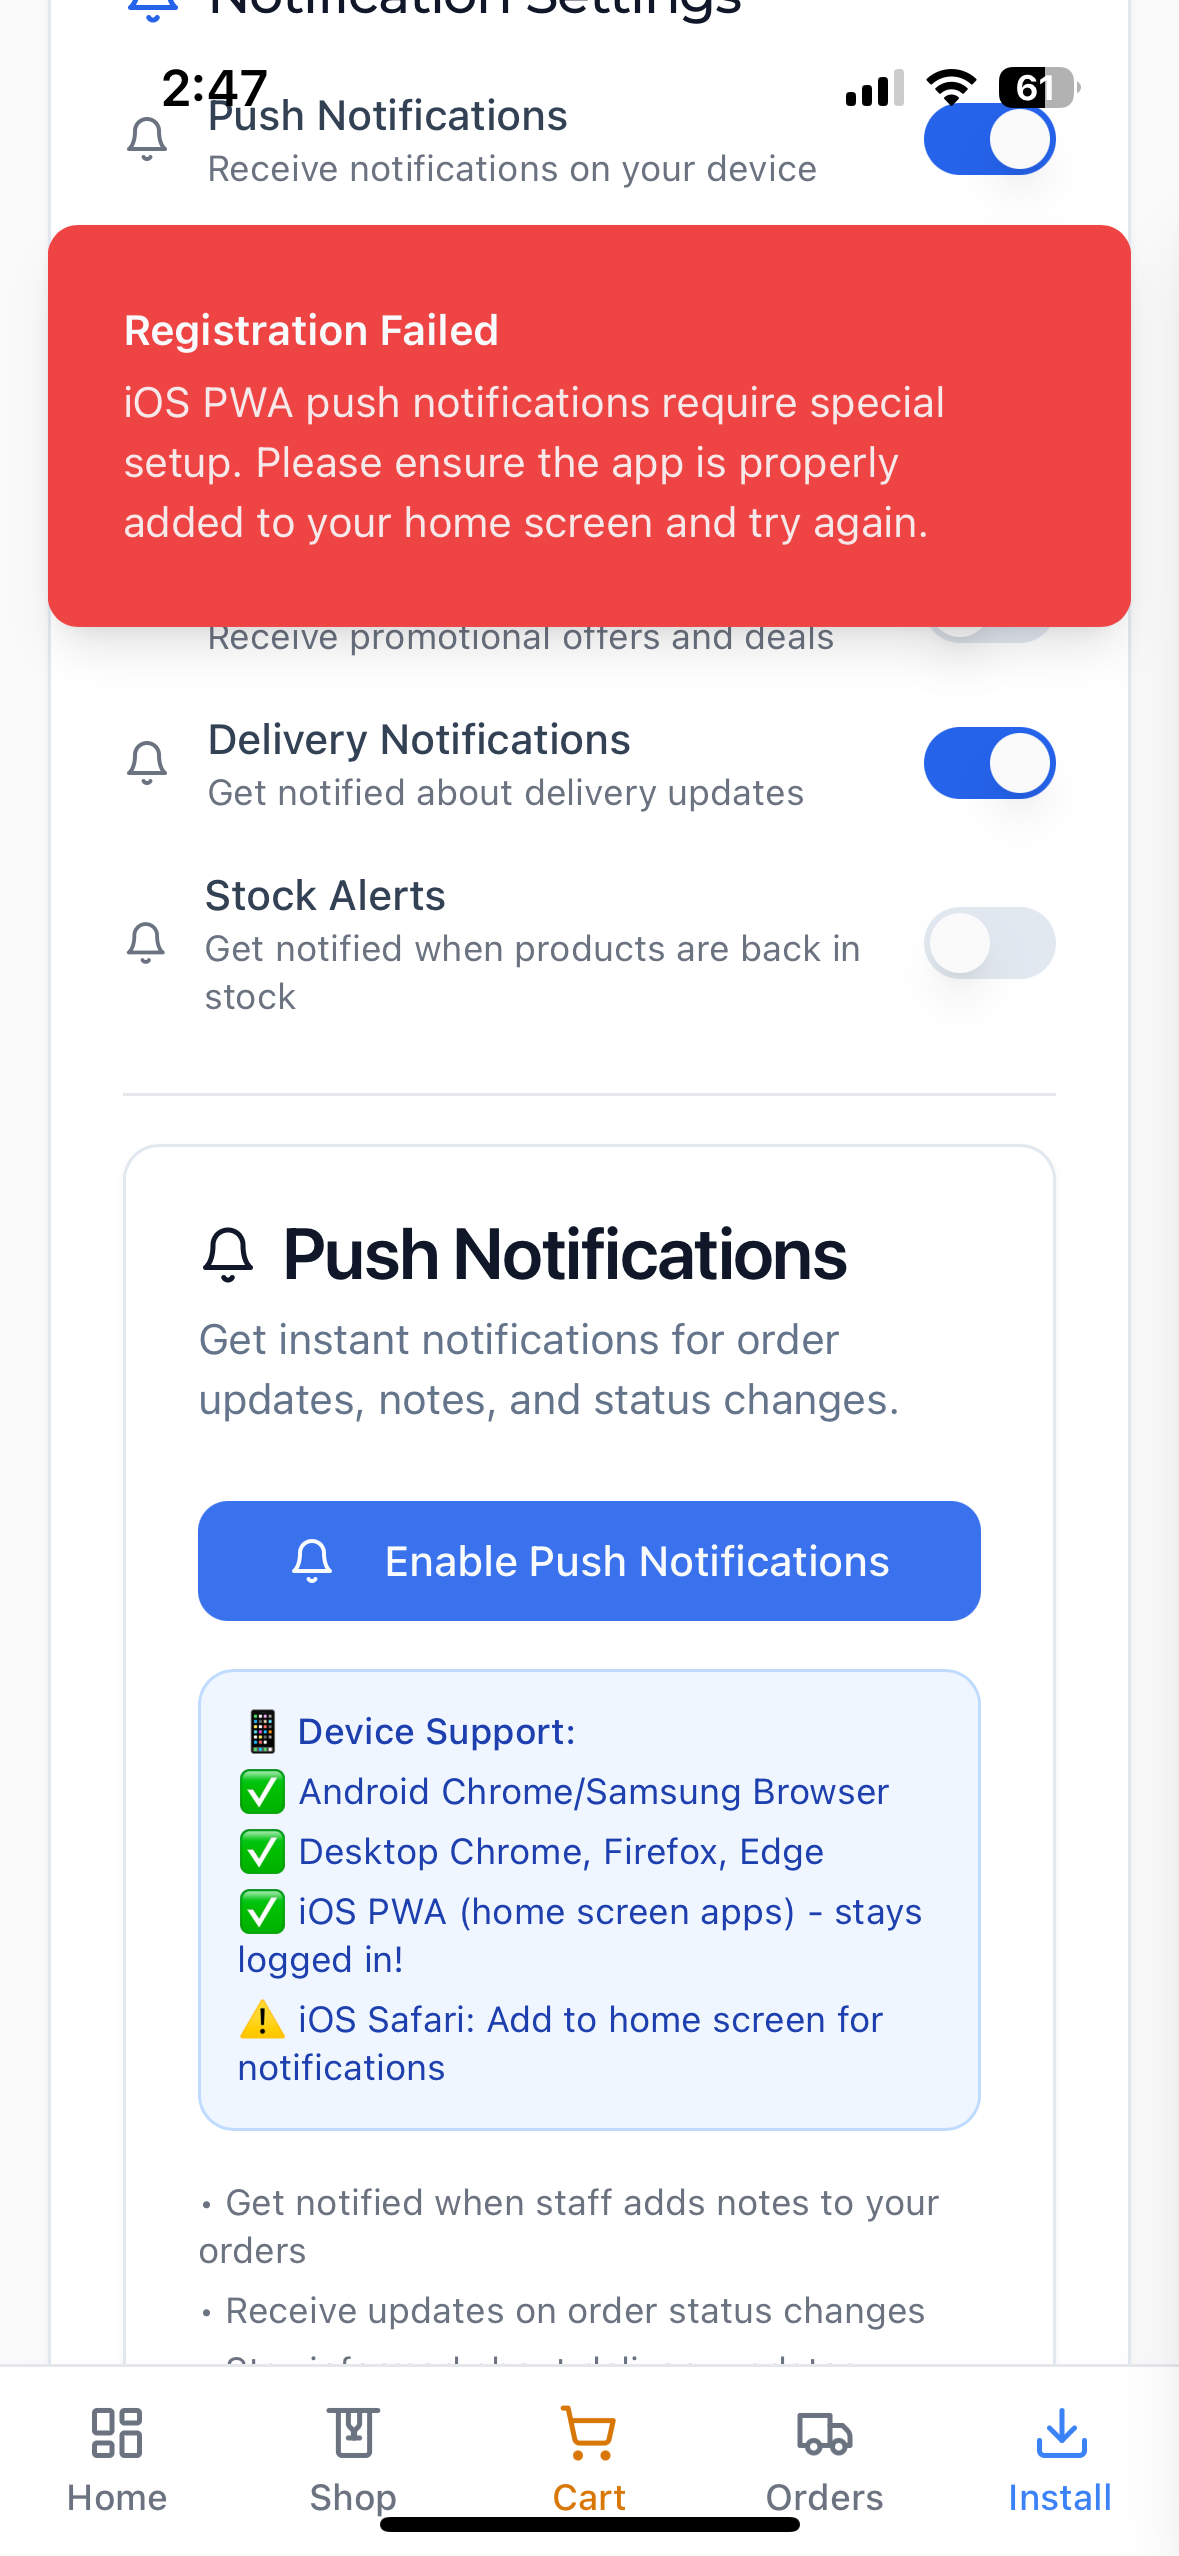 Notification Settings
2:47
61
Push Notifications
Receive notifications on your device
Registration Failed
iOS PWA push notifications require special
setup. Please ensure the app is properly
added to your home screen and try again.
Receive promotional offers and deals
Delivery Notifications
Get notified about delivery updates
Stock Alerts
Get notified when products are back in
stock
Push Notifications
Get instant notifications for order
updates, notes, and status changes.
Enable Push Notifications
📱 Device Support:
✅ Android Chrome/Samsung Browser
✅ Desktop Chrome, Firefox, Edge
✅ iOS PWA (home screen apps) - stays
logged in!
⚠️ iOS Safari: Add to home screen for
notifications
• Get notified when staff adds notes to your
orders
• Receive updates on order status changes
Home
Shop
Cart
Orders
Install